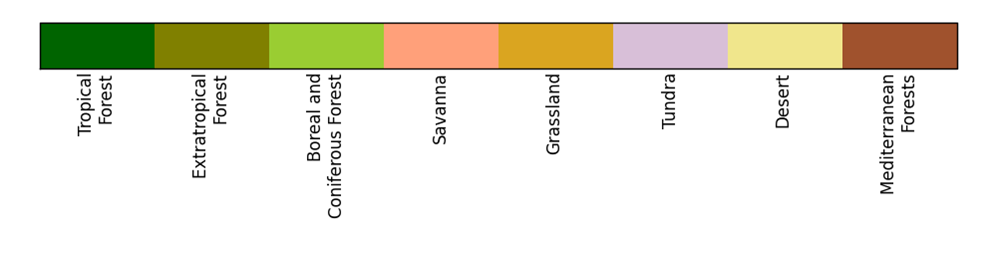 Tropical
Forest
Extratropical
Forest
Boreal and
Coniferous Forest
Savanna
Grassland
Tundra
Desert
Mediterranean
Forests